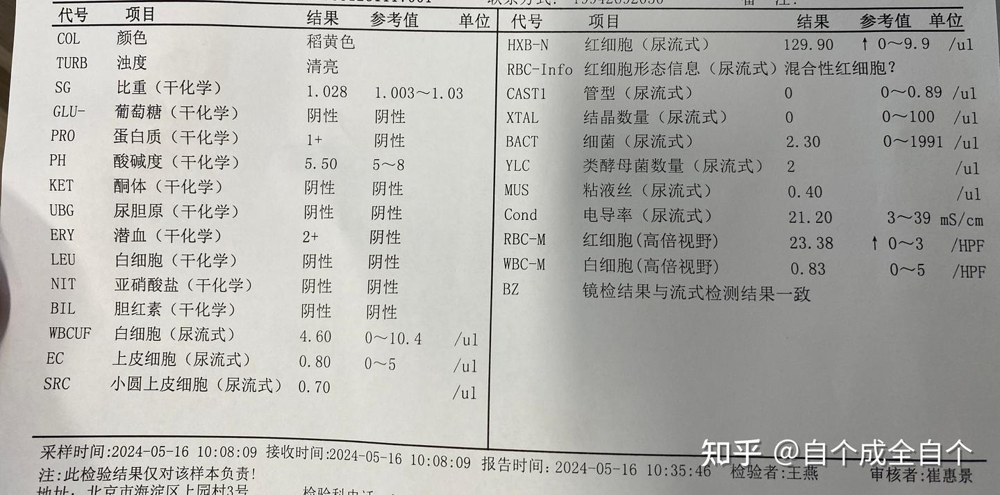 代号 项目 结果 参考值 单位
COL 颜色 稻黄色
TURB 浊度 清亮
SG 比重（干化学） 1.028 1.003～1.03
GLU- 葡萄糖（干化学） 阴性 阴性
PRO 蛋白质（干化学） 1+ 阴性
PH 酸碱度（干化学） 5.50 5～8
KET 酮体（干化学） 阴性 阴性
UBG 尿胆原（干化学） 阴性 阴性
ERY 潜血（干化学） 2+ 阴性
LEU 白细胞（干化学） 阴性 阴性
NIT 亚硝酸盐（干化学） 阴性 阴性
BIL 胆红素（干化学） 阴性 阴性
WBCUF 白细胞（尿流式） 4.60 0～10.4 /ul
EC 上皮细胞（尿流式） 0.80 0～5 /ul
SRC 小圆上皮细胞（尿流式） 0.70 /ul
代号 项目 结果 参考值 单位
HXB-N 红细胞（尿流式） 129.90 ↑ 0～9.9 /ul
RBC-Info 红细胞形态信息（尿流式）混合性红细胞?
CAST1 管型（尿流式） 0 0～0.89 /ul
XTAL 结晶数量（尿流式） 0 0～100 /ul
BACT 细菌（尿流式） 2.30 0～1991 /ul
YLC 类酵母菌数量（尿流式） 2 /ul
MUS 粘液丝（尿流式） 0.40 /ul
Cond 电导率（尿流式） 21.20 3～39 mS/cm
RBC-M 红细胞(高倍视野) 23.38 ↑ 0～3 /HPF
WBC-M 白细胞(高倍视野) 0.83 0～5 /HPF
BZ 镜检结果与流式检测结果一致
采样时间:2024-05-16 10:08:09 接收时间:2024-05-16 10:08:09 报告时间: 2024-05-16 10:35:46 检验者:王燕 审核者:崔惠景
注:此检验结果仅对该样本负责!
地址: 北京市海淀区上园村3号
知乎 @自个成全自个